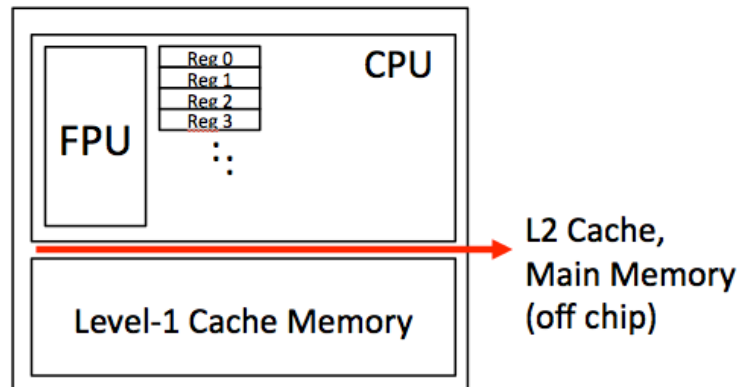 Reg 0
Reg 1
Reg 2
Reg 3
CPU
FPU
L2 Cache,
Main Memory
(off chip)
Level-1 Cache Memory